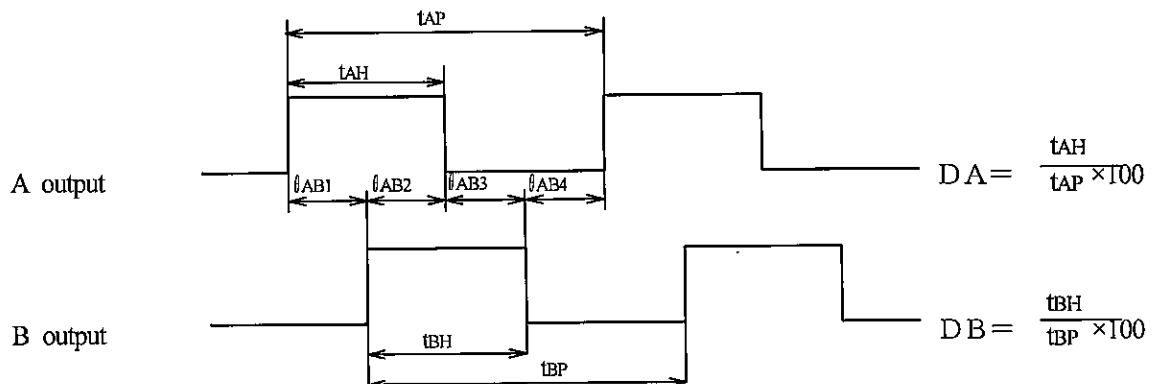 tAP
tAH
A output
θAB1 θAB2 θAB3 θAB4
DA= tAH/tAP ×100
B output
tBH
tBP
DB= tBH/tBP ×100